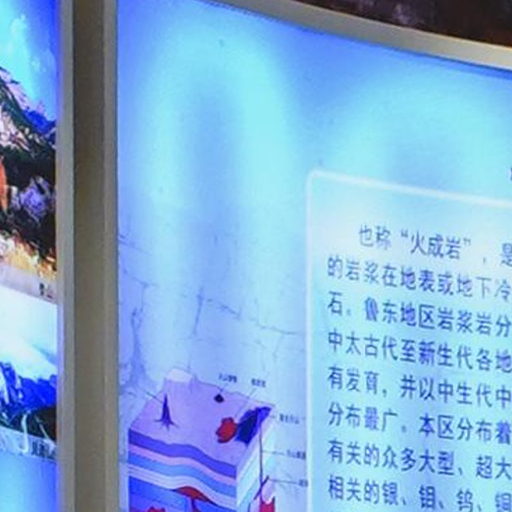 也称“火成岩”，是
的岩浆在地表或地下冷
石。鲁东地区岩浆岩分
中太古代至新生代各地
有发育，并以中生代中
分布最广。本区分布着
有关的众多大型、超大
相关的银、钼、钨、铜